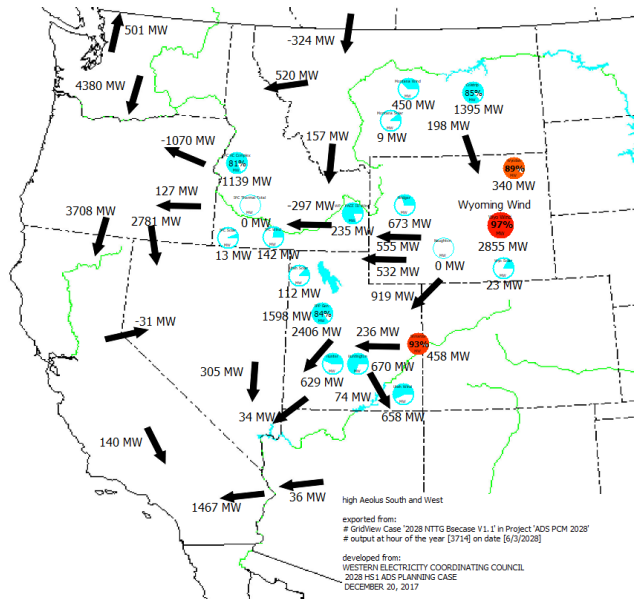 501 MW
-324 MW
4380 MW
520 MW
450 MW
85%
MW
1395 MW
9 MW
198 MW
-1070 MW
157 MW
81%
MW
-1139 MW
89%
MW
340 MW
Wyoming Wind
127 MW
-297 MW
97%
MW
3708 MW
2781 MW
0 MW
235 MW
673 MW
2855 MW
555 MW
13 MW
142 MW
532 MW
0 MW
23 MW
112 MW
919 MW
1598 MW
84%
MW
2406 MW
236 MW
93%
MW
458 MW
-31 MW
305 MW
629 MW
670 MW
34 MW
74 MW
658 MW
140 MW
1467 MW
36 MW
high Aeolus South and West
exported from:
# GridView Case '2028 NTTG Bsecase V1.1' in Project 'ADS PCM 2028'
# output at hour of the year [3714] on date [6/3/2028]
developed from:
WESTERN ELECTRICITY COORDINATING COUNCIL
2028 HS1 ADS PLANNING CASE
DECEMBER 20, 2017